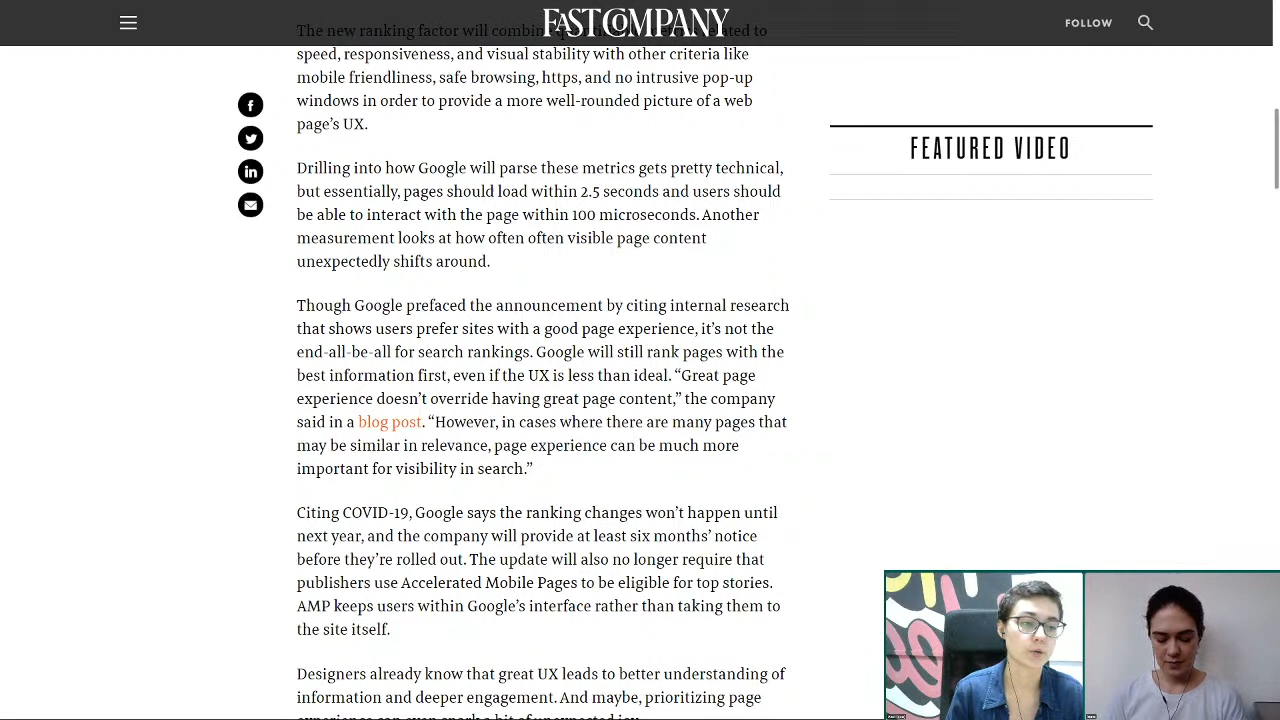 FAST COMPANY
FOLLOW
The new ranking factor will related to
speed, responsiveness, and visual stability with other criteria like
mobile friendliness, safe browsing, https, and no intrusive pop-up
windows in order to provide a more well-rounded picture of a web
page’s UX.
Drilling into how Google will parse these metrics gets pretty technical,
but essentially, pages should load within 2.5 seconds and users should
be able to interact with the page within 100 microseconds. Another
measurement looks at how often often visible page content
unexpectedly shifts around.
Though Google prefaced the announcement by citing internal research
that shows users prefer sites with a good page experience, it’s not the
end-all-be-all for search rankings. Google will still rank pages with the
best information first, even if the UX is less than ideal. “Great page
experience doesn’t override having great page content,” the company
said in a blog post. “However, in cases where there are many pages that
may be similar in relevance, page experience can be much more
important for visibility in search.”
Citing COVID-19, Google says the ranking changes won’t happen until
next year, and the company will provide at least six months’ notice
before they’re rolled out. The update will also no longer require that
publishers use Accelerated Mobile Pages to be eligible for top stories.
AMP keeps users within Google’s interface rather than taking them to
the site itself.
Designers already know that great UX leads to better understanding of
information and deeper engagement. And maybe, prioritizing page
FEATURED VIDEO